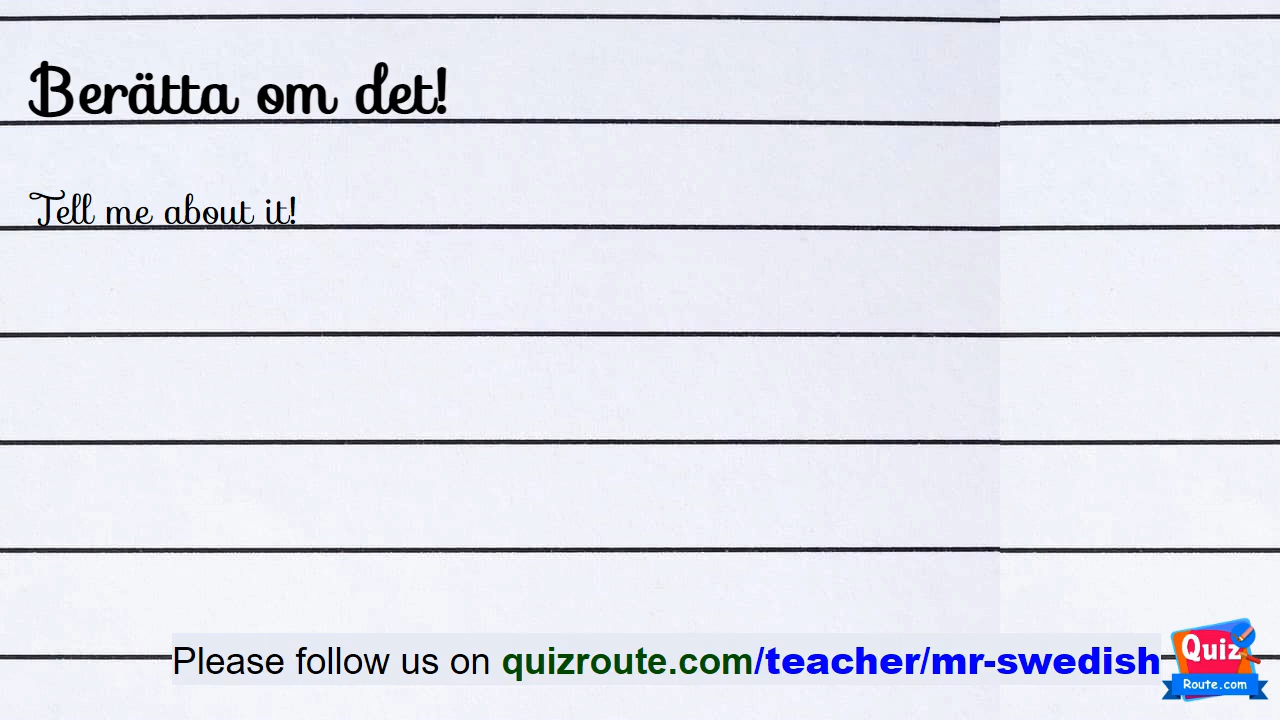 Berätta om det!
Tell me about it!
Please follow us on quizroute.com/teacher/mr-swedish
Quiz
Route.com